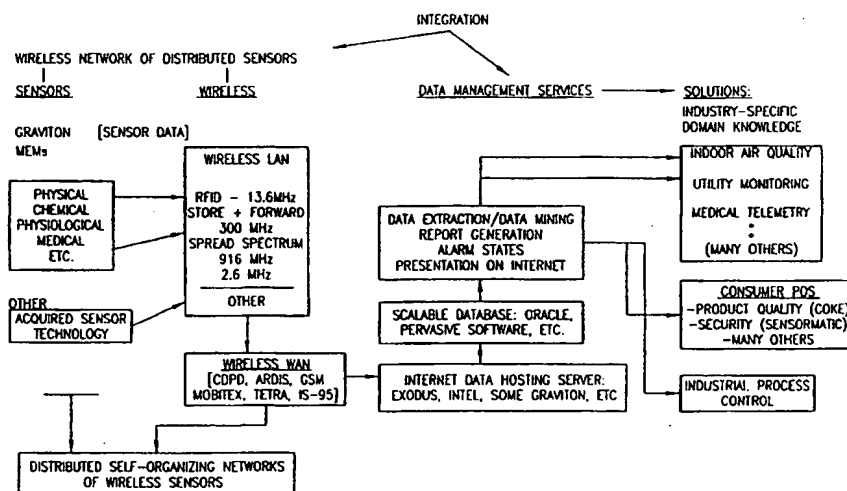 INTEGRATION
WIRELESS NETWORK OF DISTRIBUTED SENSORS
SENSORS
WIRELESS
DATA MANAGEMENT SERVICES
SOLUTIONS:
INDUSTRY-SPECIFIC
DOMAIN KNOWLEDGE
GRAVITON
MEMs
[SENSOR DATA]
PHYSICAL
CHEMICAL
PHYSIOLOGICAL
MEDICAL
ETC.
OTHER
ACQUIRED SENSOR
TECHNOLOGY
WIRELESS LAN
RFID - 13.6MHz
STORE + FORWARD
300 MHz
SPREAD SPECTRUM
916 MHz
2.6 MHz
OTHER
WIRELESS WAN
[CDPD, ARDIS, GSM
MOBITEX, TETRA, IS-95]
DISTRIBUTED SELF-ORGANIZING NETWORKS
OF WIRELESS SENSORS
DATA EXTRACTION/DATA MINING
REPORT GENERATION
ALARM STATES
PRESENTATION ON INTERNET
SCALABLE DATABASE: ORACLE,
PERVASIVE SOFTWARE, ETC.
INTERNET DATA HOSTING SERVER:
EXODUS, INTEL, SOME GRAVITON, ETC
INDOOR AIR QUALITY
UTILITY MONITORING
MEDICAL TELEMETRY
(MANY OTHERS)
CONSUMER POS
-PRODUCT QUALITY (COKE)
-SECURITY (SENSORMATIC)
-MANY OTHERS
INDUSTRIAL PROCESS
CONTROL